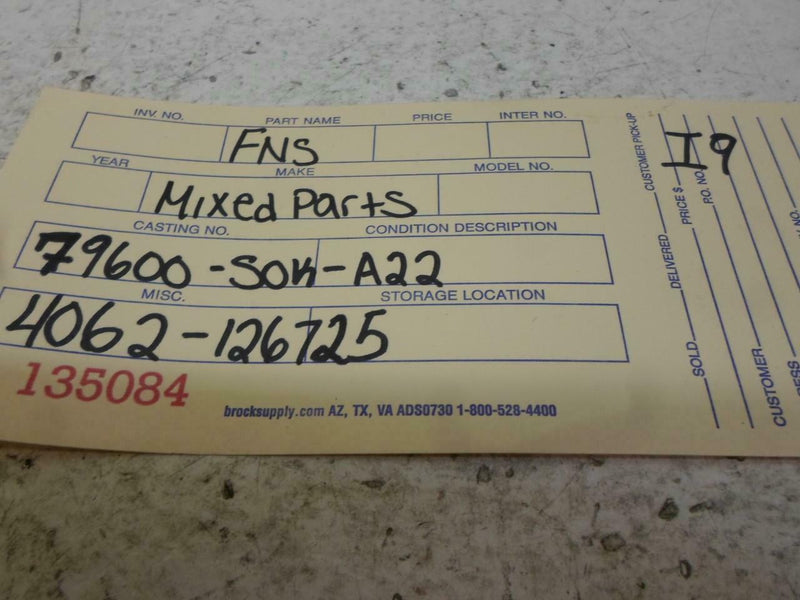 INV. NO. PART NAME PRICE INTER NO.
FNS
YEAR MAKE MODEL NO.
Mixed Parts
CASTING NO. CONDITION DESCRIPTION
79600-SOK-A22
MISC. STORAGE LOCATION
4062-126725
135084
brocksupply.com AZ, TX, VA ADS0730 1-800-528-4400
CUSTOMER PICK-UP
DELIVERED
SOLD
PRICE $
P.O. NO.
I9
CUSTOMER